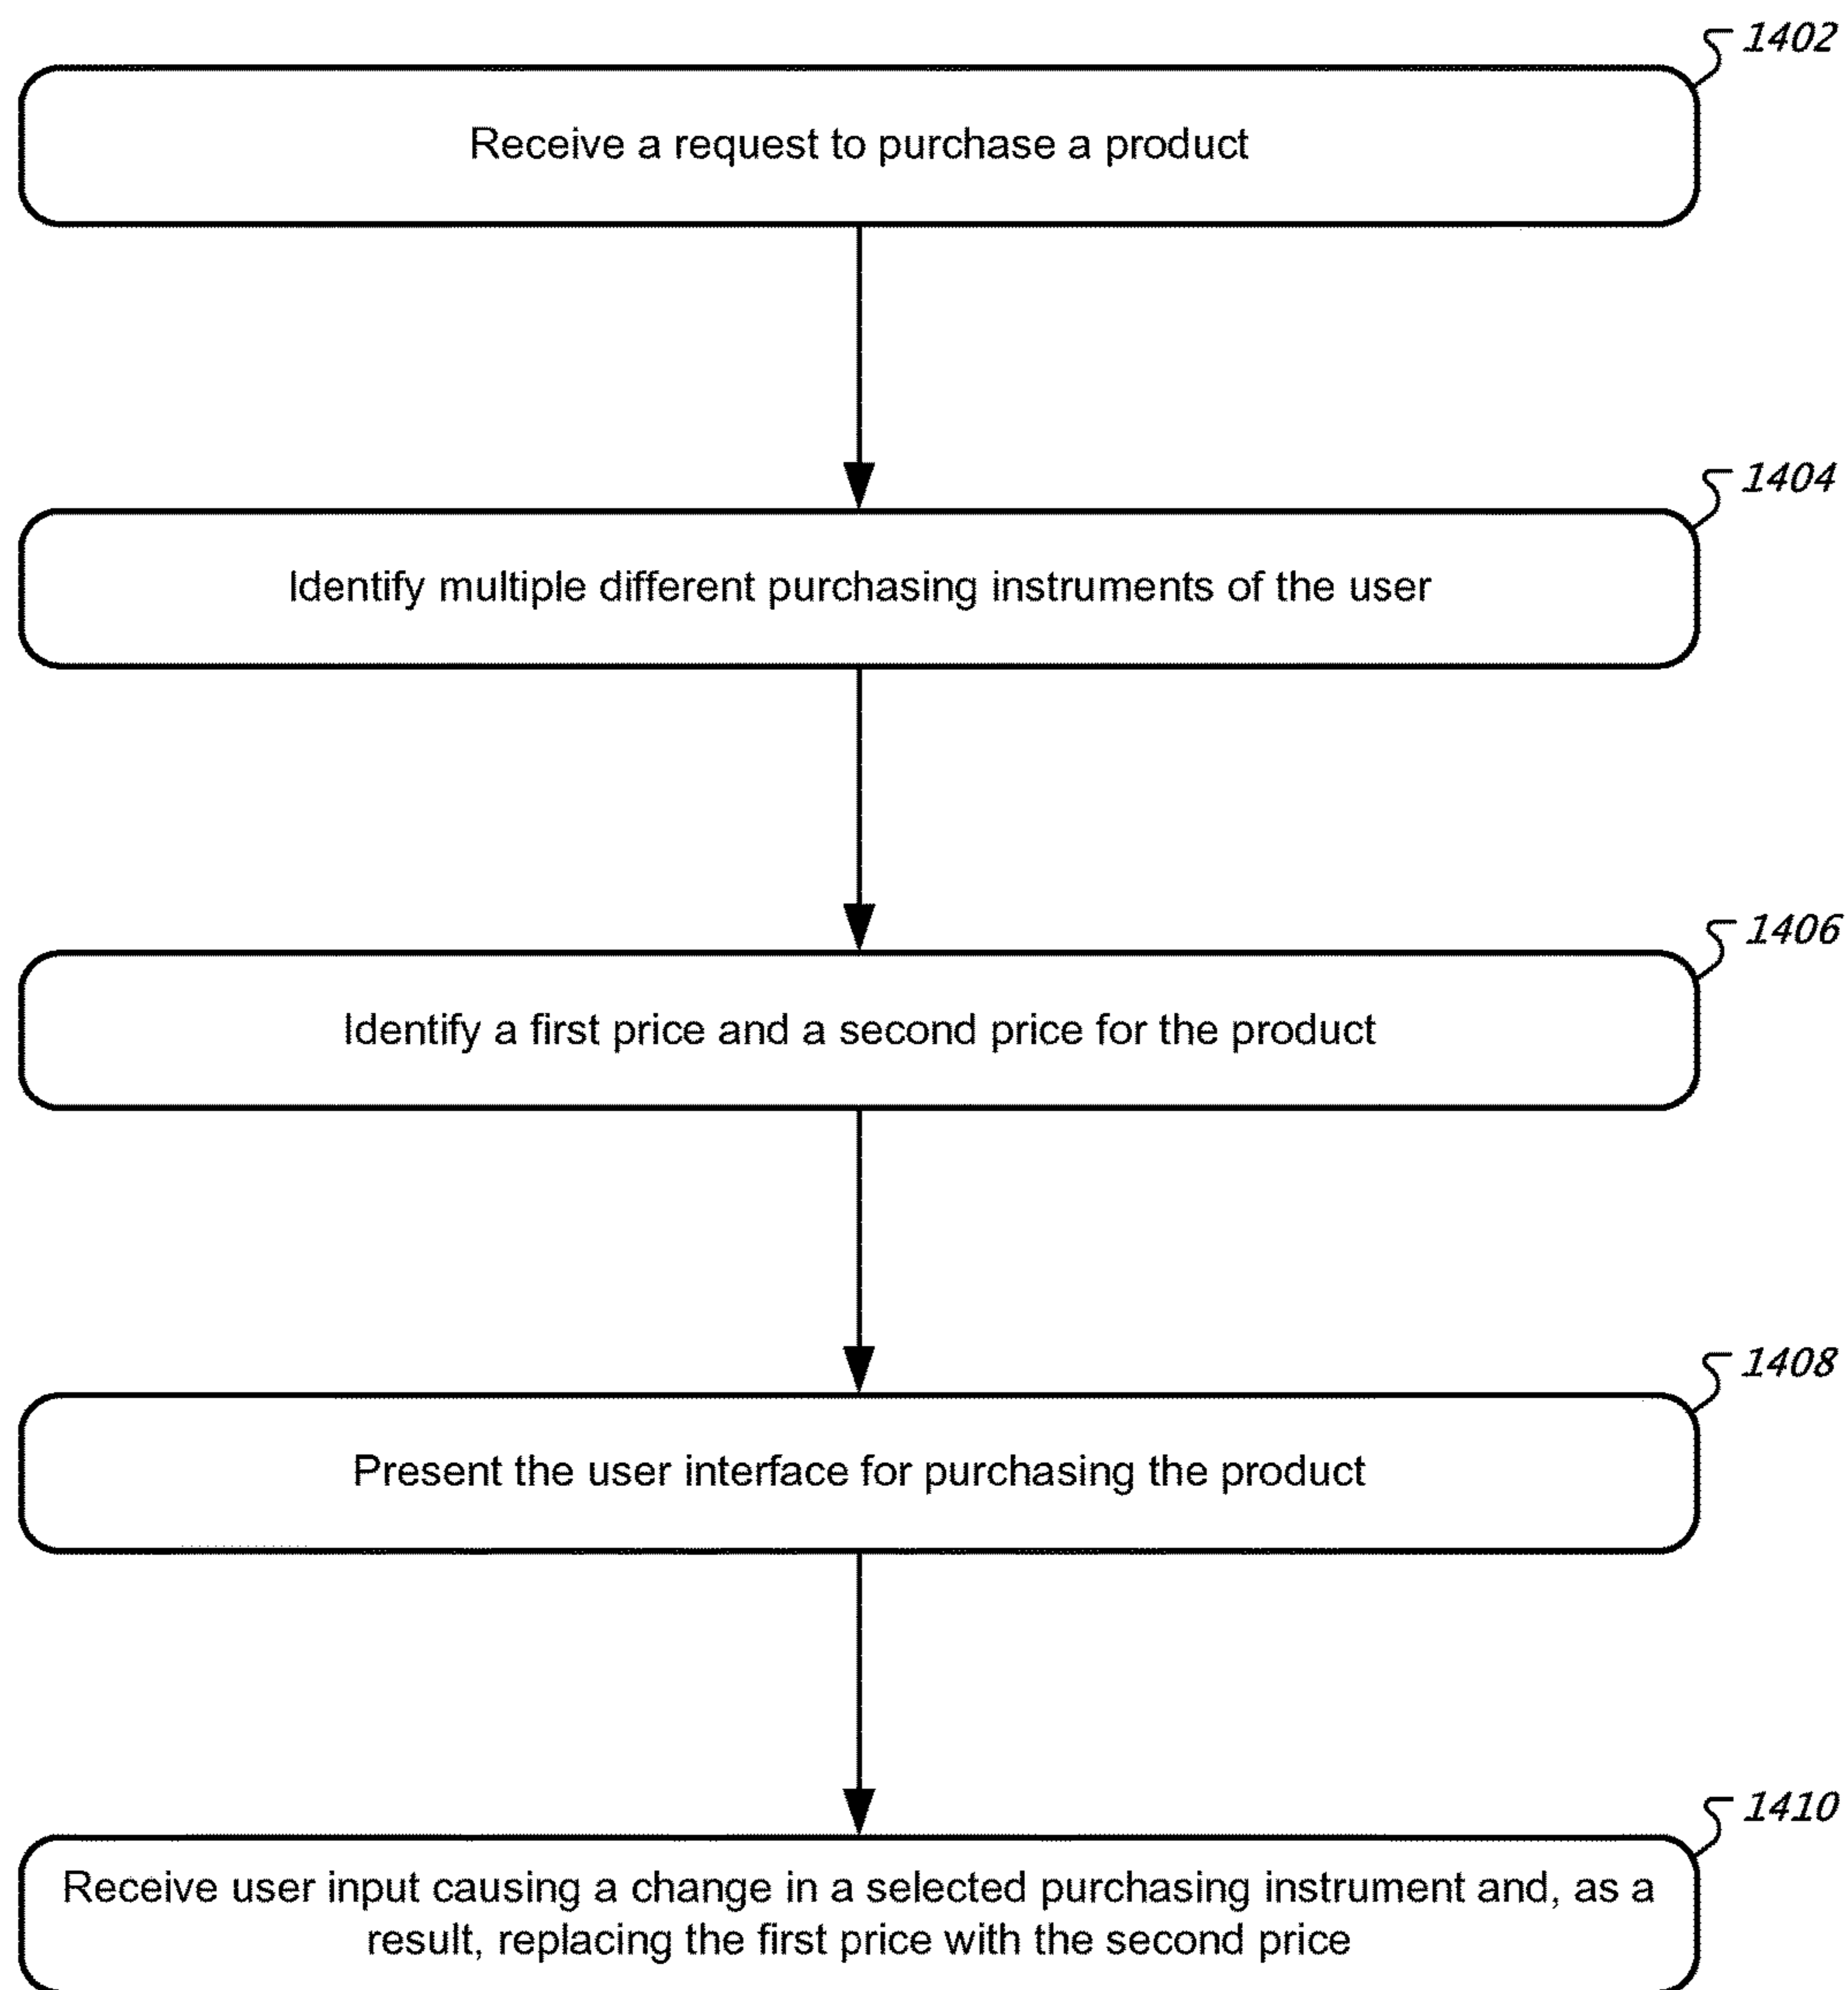 1402
Receive a request to purchase a product
1404
Identify multiple different purchasing instruments of the user
1406
Identify a first price and a second price for the product
1408
Present the user interface for purchasing the product
1410
Receive user input causing a change in a selected purchasing instrument and, as a
result, replacing the first price with the second price